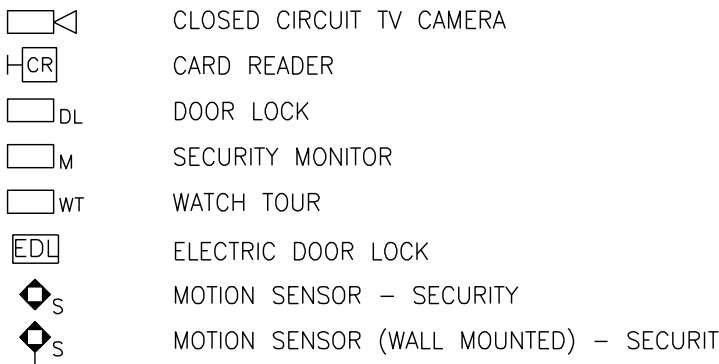 CLOSED CIRCUIT TV CAMERA
CR CARD READER
DL DOOR LOCK
M SECURITY MONITOR
WT WATCH TOUR
EDL ELECTRIC DOOR LOCK
S MOTION SENSOR – SECURITY
S MOTION SENSOR (WALL MOUNTED) – SECURIT